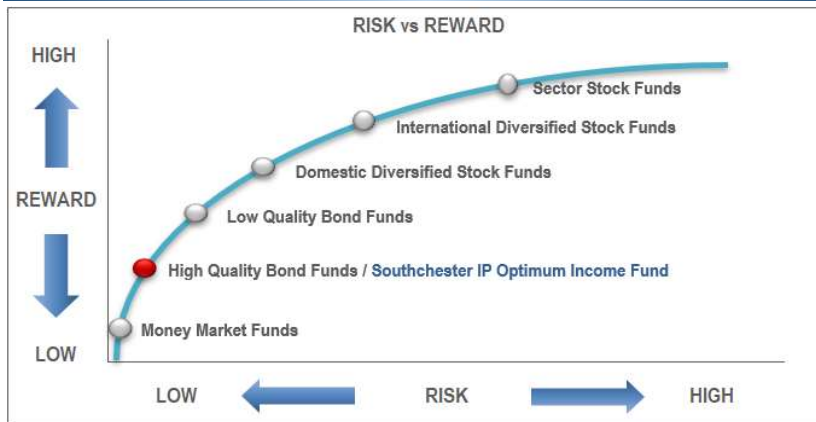 RISK vs REWARD
HIGH
Sector Stock Funds
International Diversified Stock Funds
Domestic Diversified Stock Funds
REWARD
Low Quality Bond Funds
High Quality Bond Funds / Southchester IP Optimum Income Fund
Money Market Funds
LOW
LOW RISK HIGH